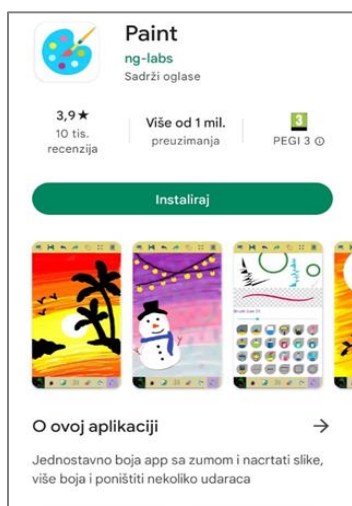 Paint
ng-labs
Sadrži oglase
3,9★
10 tis.
recenzija
Više od 1 mil.
preuzimanja
3
PEGI 3
Instaliraj
O ovoj aplikaciji
Jednostavno boja app sa zumom i nacrtati slike,
više boja i poništiti nekoliko udaraca